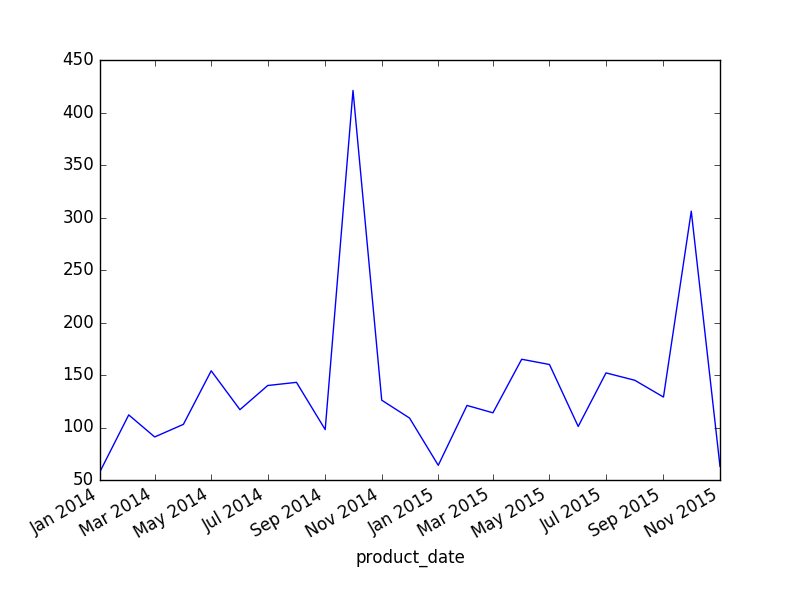 450
400
350
300
250
200
150
100
50
Jan 2014
Mar 2014
May 2014
Jul 2014
Sep 2014
Nov 2014
Jan 2015
Mar 2015
May 2015
Jul 2015
Sep 2015
Nov 2015
product_date